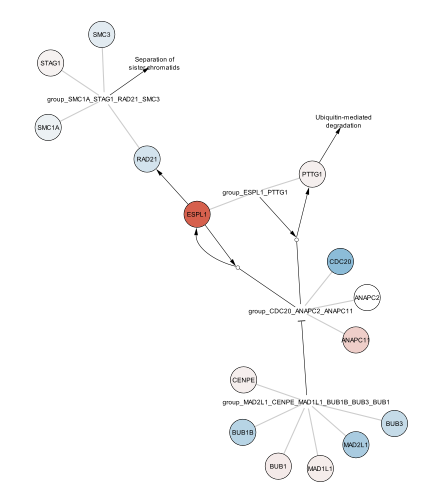 SMC3
STAG1
Separation of
sister chromatids
group_SMC1A_STAG1_RAD21_SMC3
SMC1A
Ubiquitin-mediated
degradation
RAD21
PTTG1
group_ESPL1_PTTG1
ESPL1
CDC20
ANAPC2
group_CDC20_ANAPC2_ANAPC11
ANAPC11
CENPE
group_MAD2L1_CENPE_MAD1L1_BUB1B_BUB3_BUB1
BUB3
BUB1B
MAD2L1
BUB1
MAD1L1